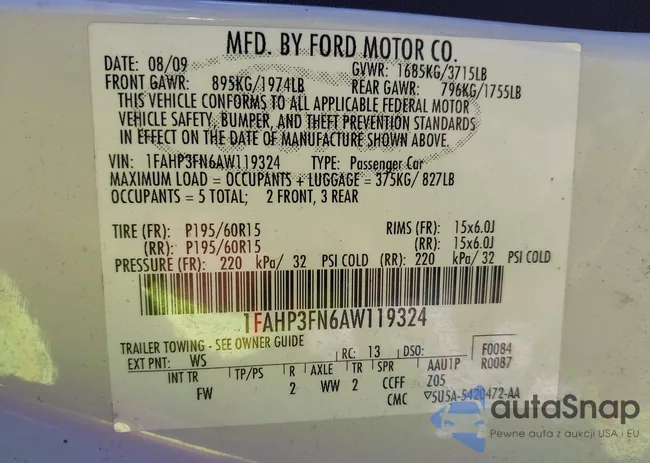 MFD. BY FORD MOTOR CO.
DATE: 08/09 GVWR: 1685KG/3715LB
FRONT GAWR: 895KG/1974LB REAR GAWR: 796KG/1755LB
THIS VEHICLE CONFORMS TO ALL APPLICABLE FEDERAL MOTOR
VEHICLE SAFETY, BUMPER, AND THEFT PREVENTION STANDARDS
IN EFFECT ON THE DATE OF MANUFACTURE SHOWN ABOVE.
VIN: 1FAHP3FN6AW119324 TYPE: Passenger Car
MAXIMUM LOAD = OCCUPANTS + LUGGAGE = 375KG/ 827LB
OCCUPANTS = 5 TOTAL; 2 FRONT, 3 REAR
TIRE (FR): P195/60R15 RIMS (FR): 15x6.0J
(RR): P195/60R15 (RR): 15x6.0J
PRESSURE (FR): 220 kPa/ 32 PSI COLD (RR): 220 kPa/ 32 PSI COLD
1FAHP3FN6AW119324
TRAILER TOWING - SEE OWNER GUIDE
EXT PNT: WS RC: 13 DSO: F0084
R0087
INT TR TP/PS R AXLE TR SPR AAU1P
FW 2 WW 2 CCFF Z05
CMC ▽5U5A-5420472-AA
autaSnap
Pewne auta z aukcji USA i EU